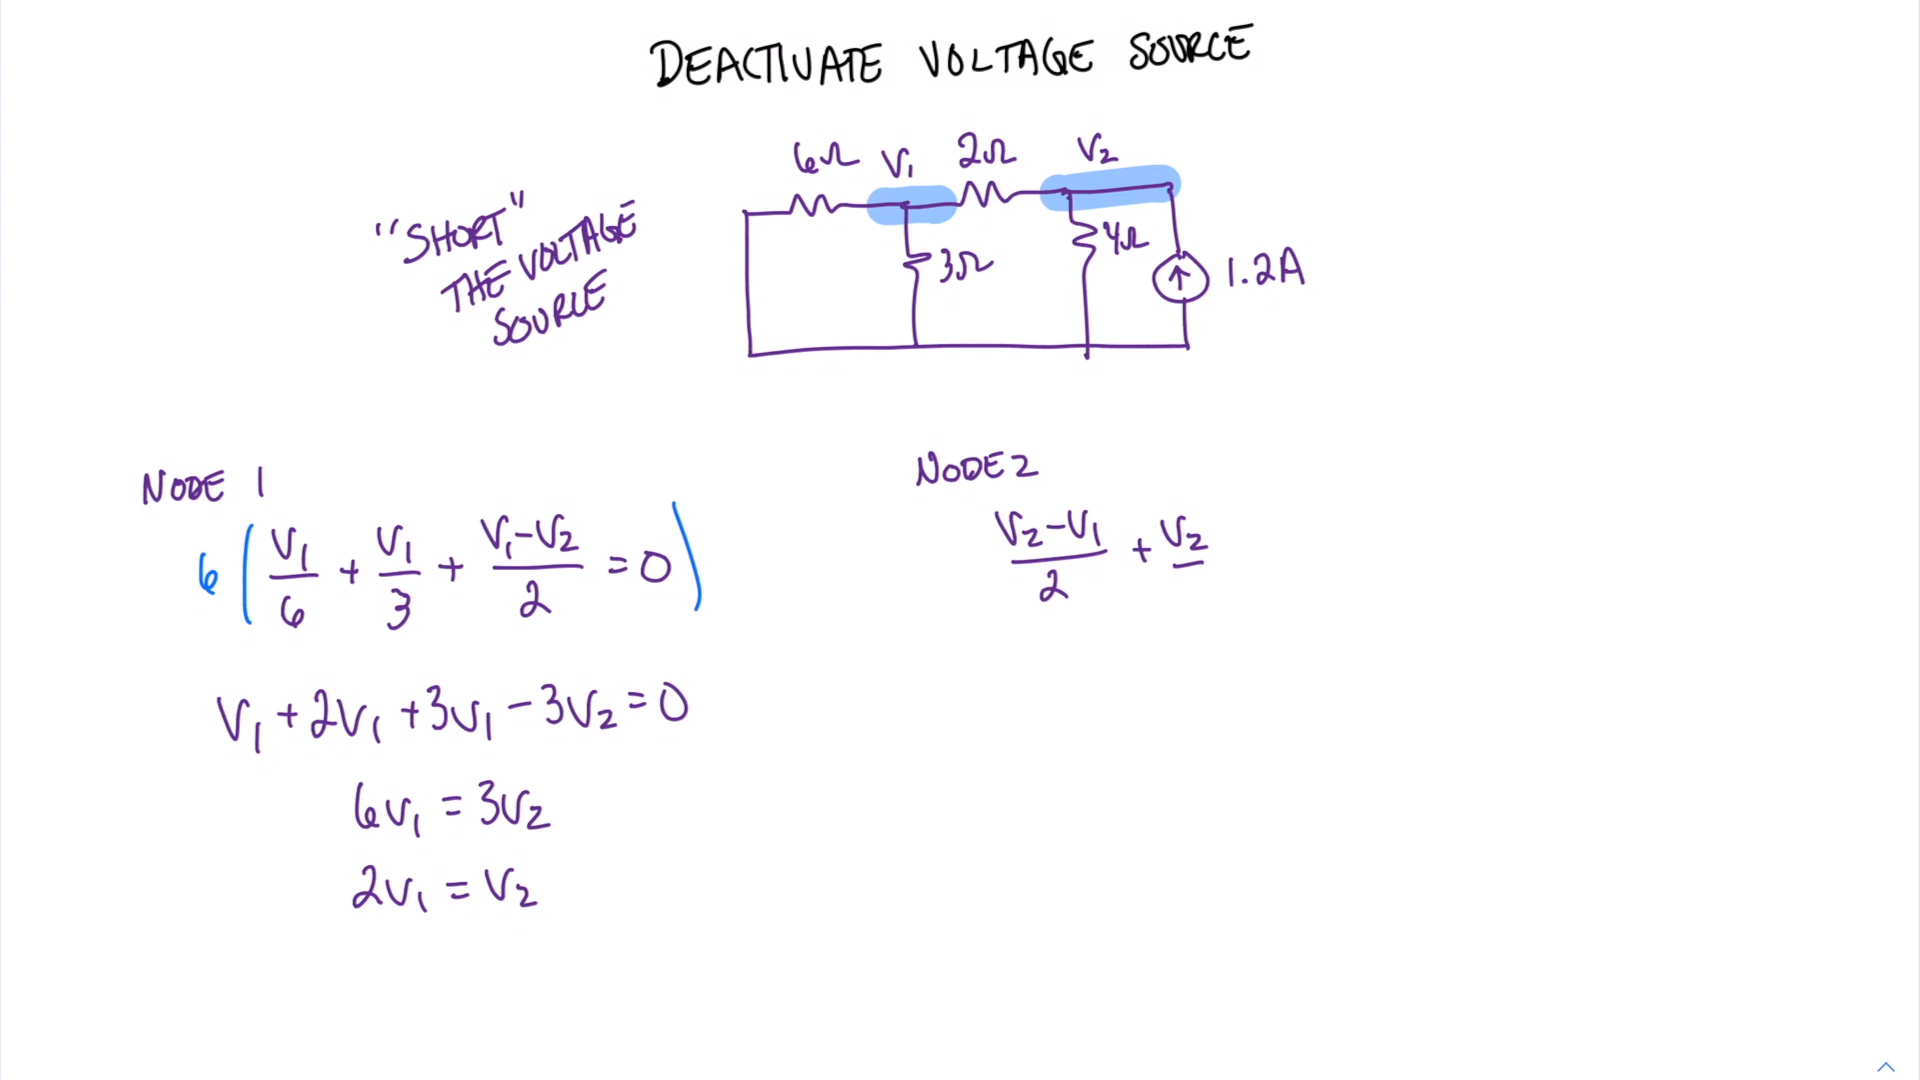 DEACTIVATE VOLTAGE SOURCE
6Ω V₁ 2Ω V₂
"SHORT"
THE VOLTAGE
SOURCE
3Ω 4Ω 1.2A
NODE 1
6(V₁/6 + V₁/3 + (V₁-V₂)/2 = 0)
V₁ + 2V₁ + 3V₁ - 3V₂ = 0
6V₁ = 3V₂
2V₁ = V₂
NODE 2
(V₂-V₁)/2 + V₂/